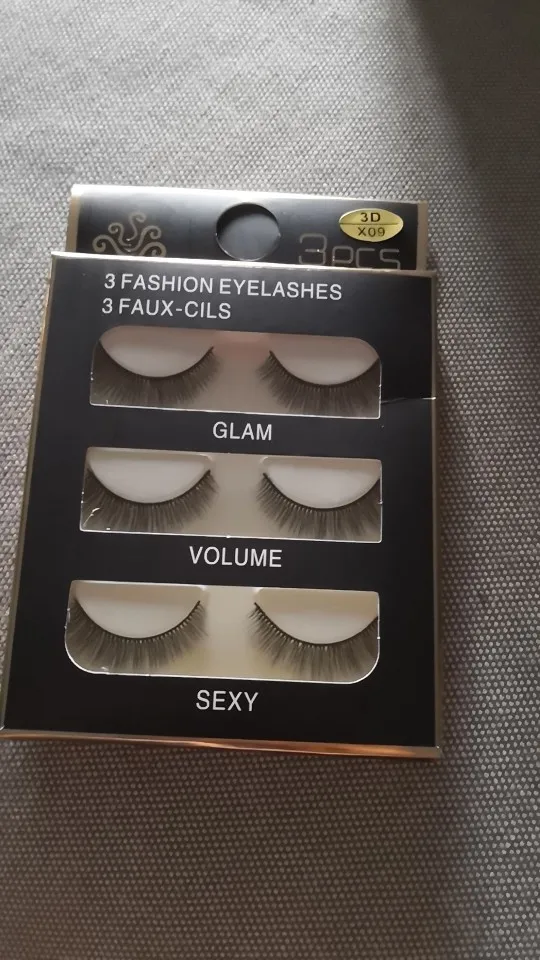 3D
X09
3PCS
3 FASHION EYELASHES
3 FAUX-CILS
GLAM
VOLUME
SEXY